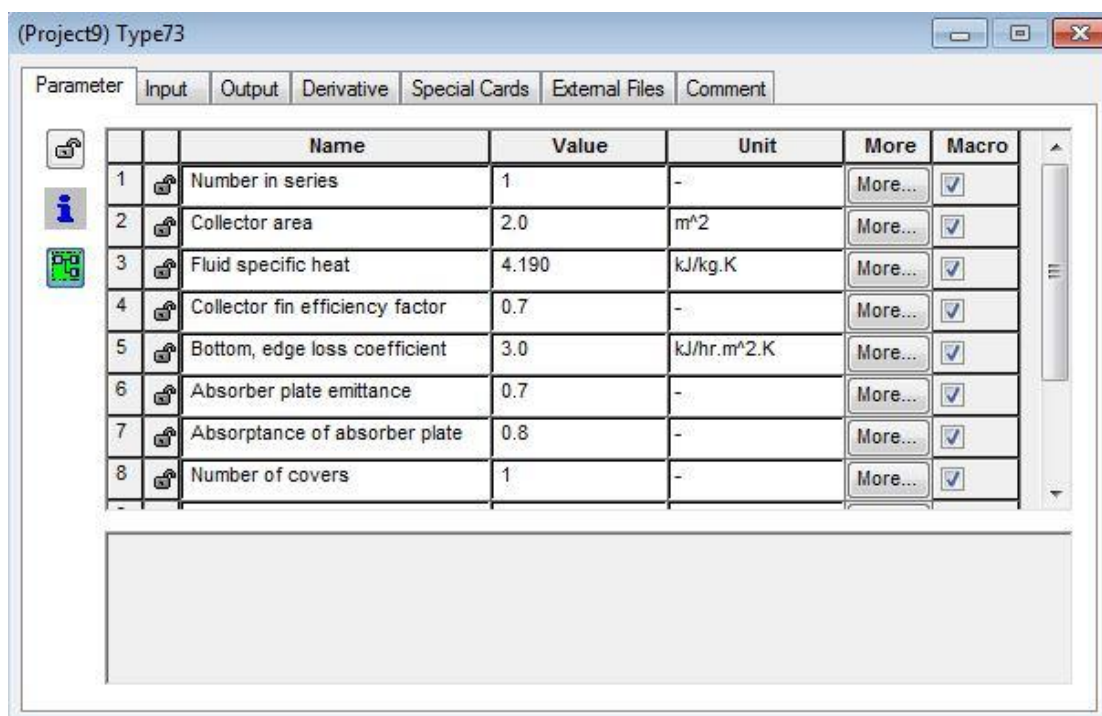 (Project9) Type73
Parameter Input Output Derivative Special Cards External Files Comment
Name Value Unit More Macro
1 Number in series 1 - More...
2 Collector area 2.0 m^2 More...
3 Fluid specific heat 4.190 kJ/kg.K More...
4 Collector fin efficiency factor 0.7 - More...
5 Bottom, edge loss coefficient 3.0 kJ/hr.m^2.K More...
6 Absorber plate emittance 0.7 - More...
7 Absorptance of absorber plate 0.8 - More...
8 Number of covers 1 - More...